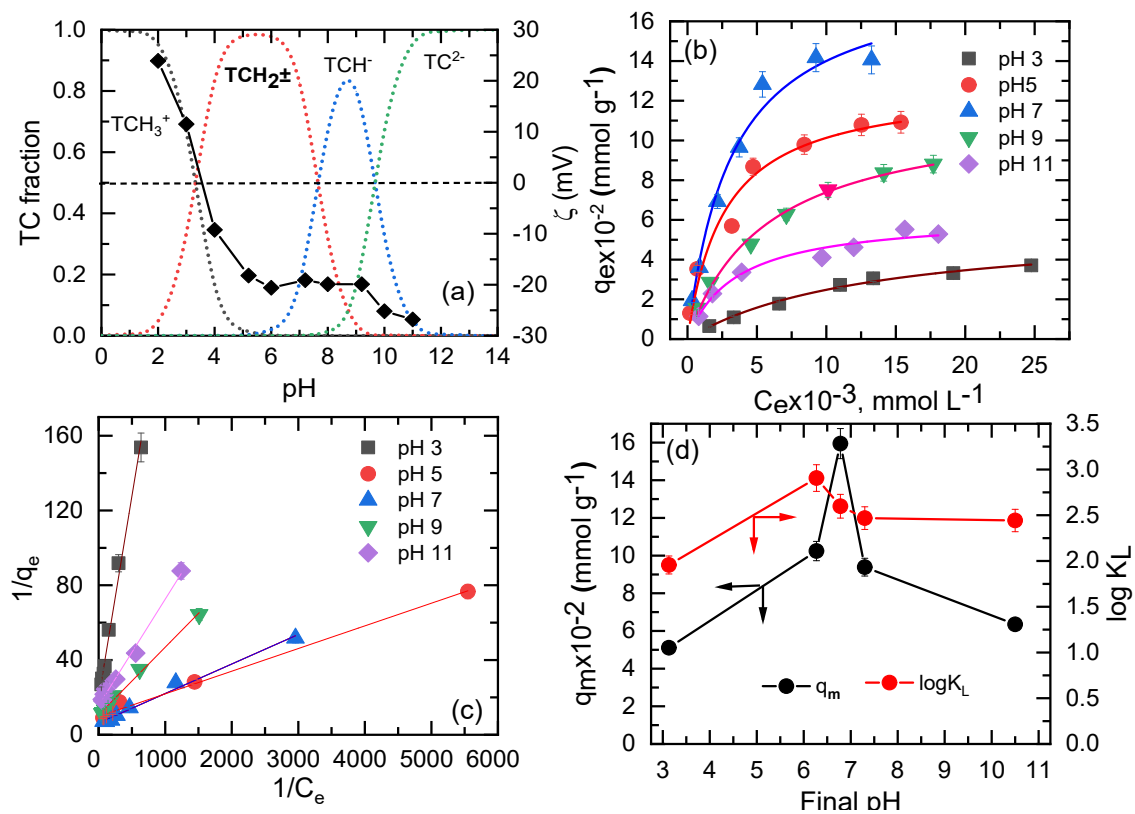 1.0
0.8
0.6
0.4
0.2
0.0
TC fraction
TCH3+
TCH2±
TCH-
TC2-
(a)
30
20
10
0
-10
-20
-30
ζ (mV)
0 2 4 6 8 10 12 14
pH
(b)
16
14
12
10
8
6
4
2
0
qex10-2 (mmol g-1)
pH 3
pH5
pH 7
pH 9
pH 11
0 5 10 15 20 25
Cex10-3, mmol L-1
160
120
80
40
0
1/qe
pH 3
pH 5
pH 7
pH 9
pH 11
(c)
0 1000 2000 3000 4000 5000 6000
1/Ce
(d)
16
14
12
10
8
6
4
2
0
qmx10-2 (mmol g-1)
qm
logKL
3.5
3.0
2.5
2.0
1.5
1.0
0.5
0.0
log KL
3 4 5 6 7 8 9 10 11
Final pH